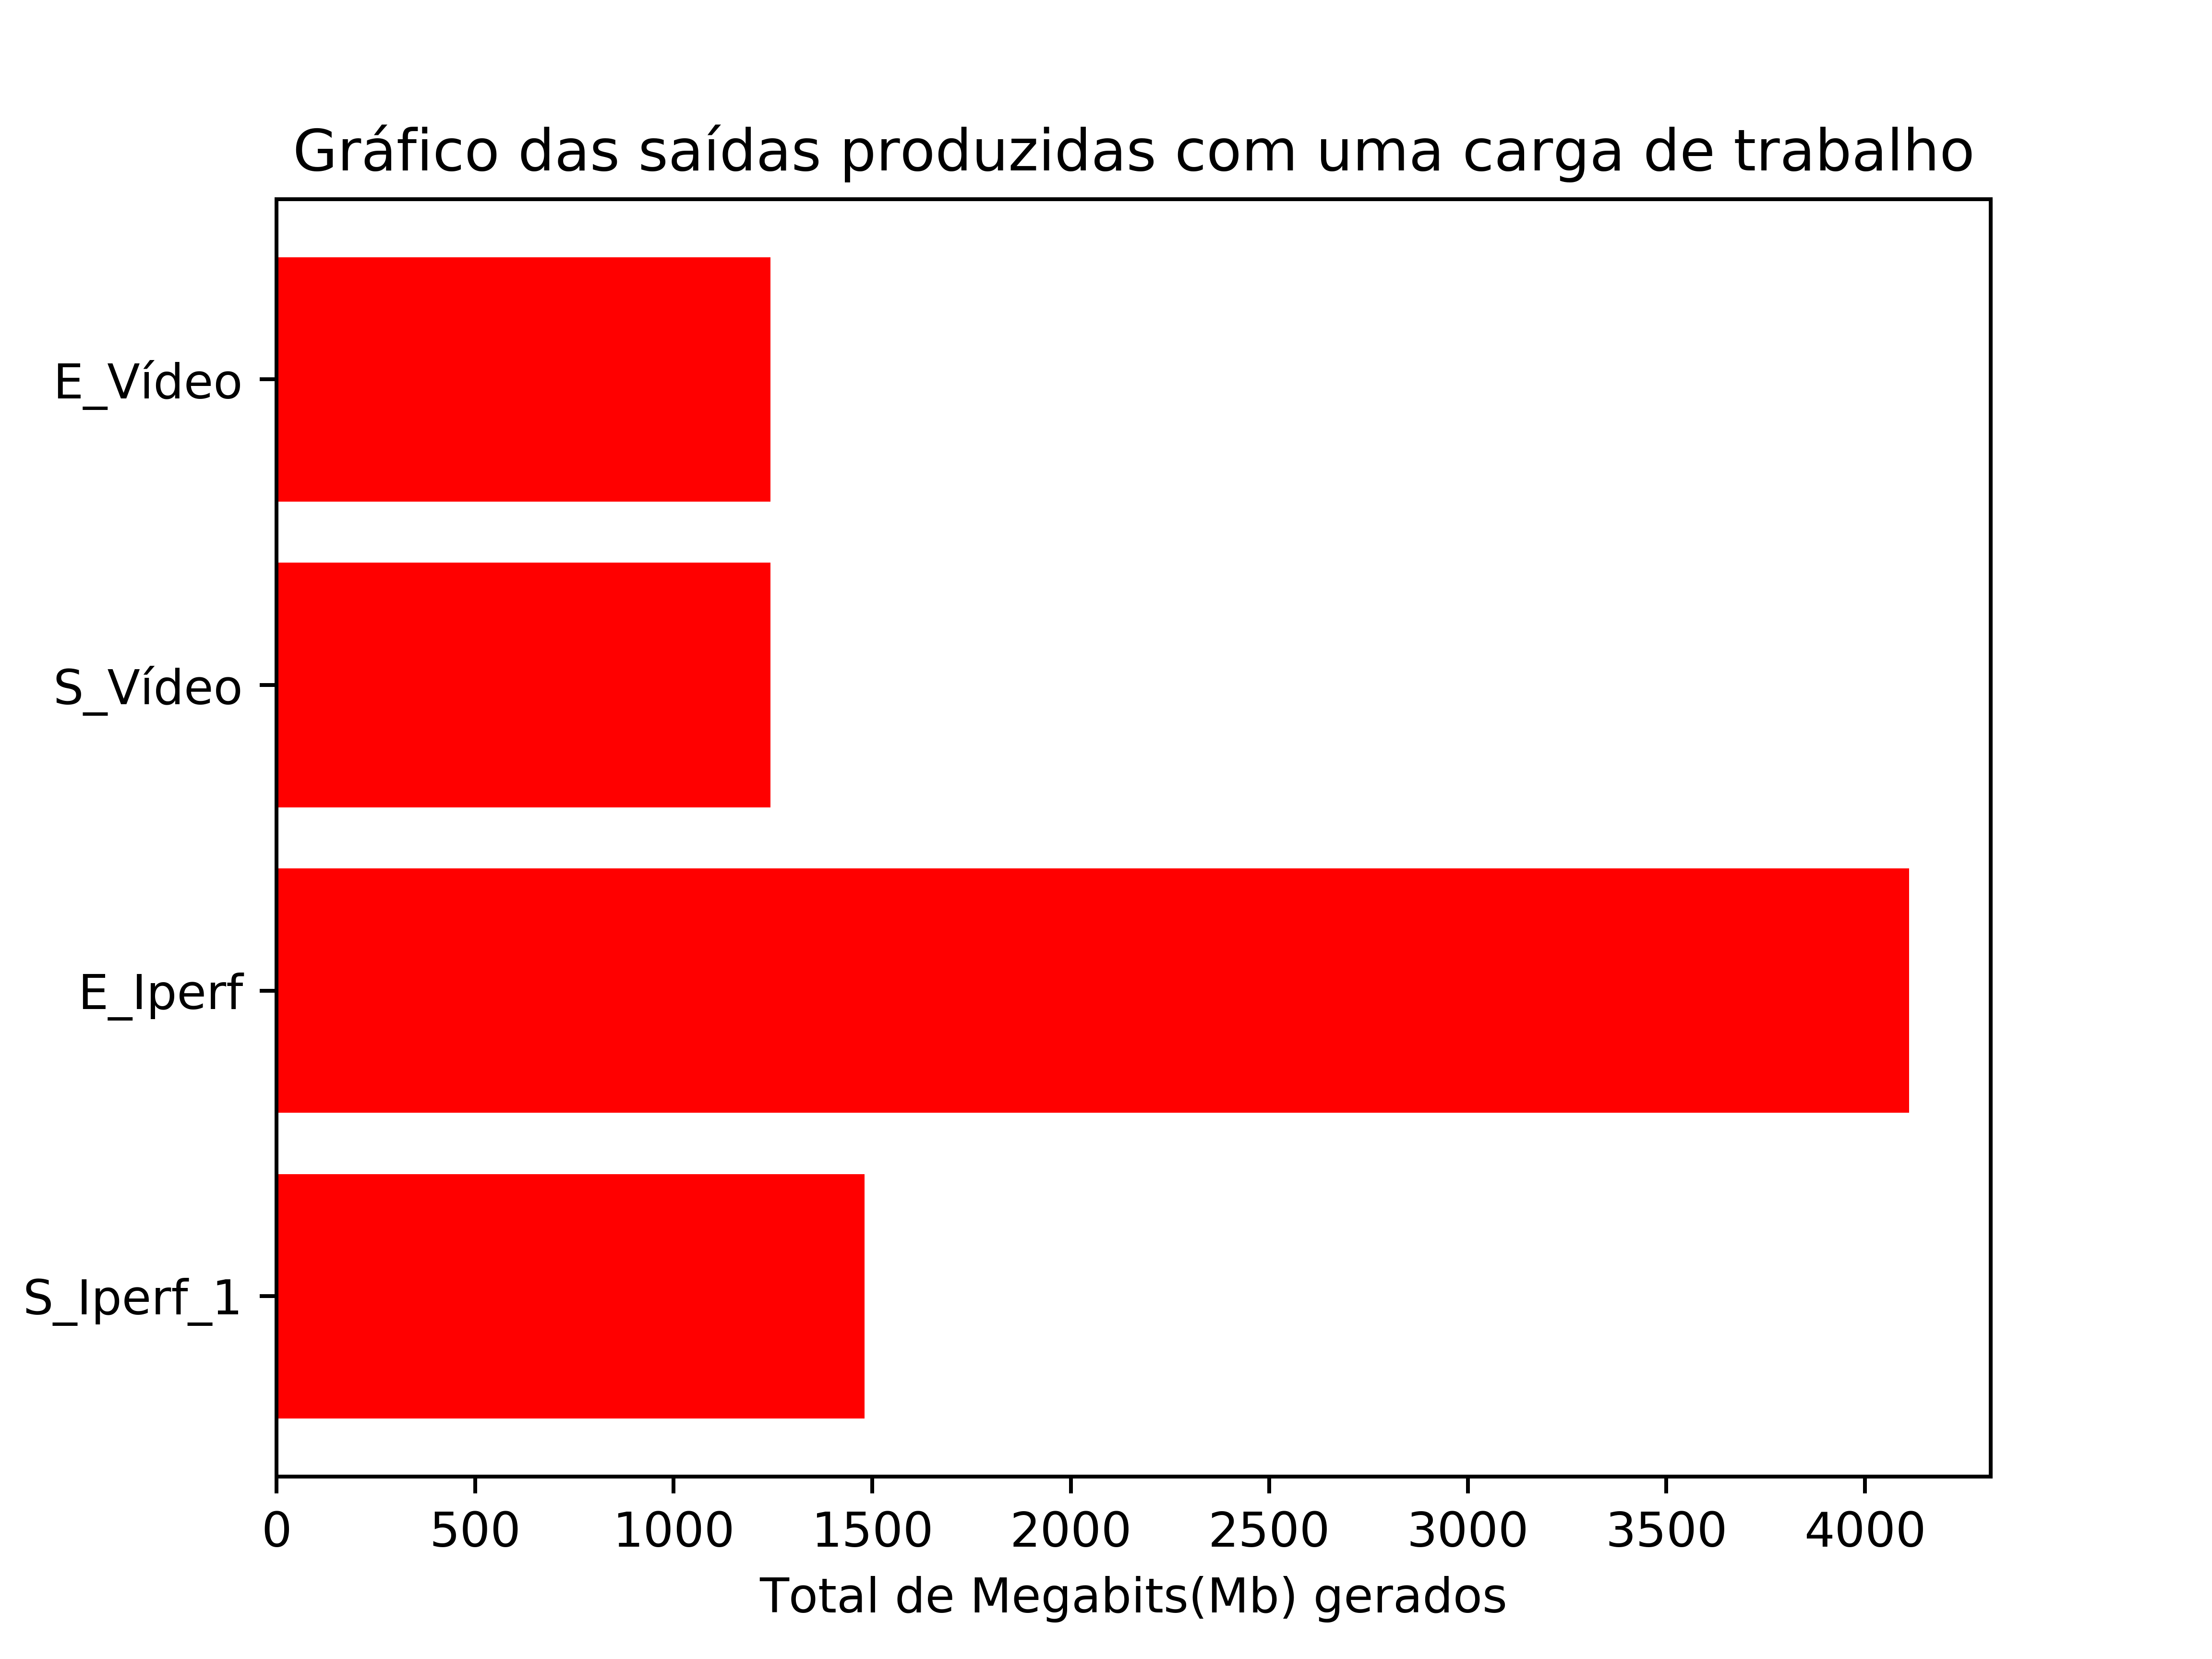 Gráfico das saídas produzidas com uma carga de trabalho
E_Vídeo
S_Vídeo
E_Iperf
S_Iperf_1
0 500 1000 1500 2000 2500 3000 3500 4000
Total de Megabits(Mb) gerados